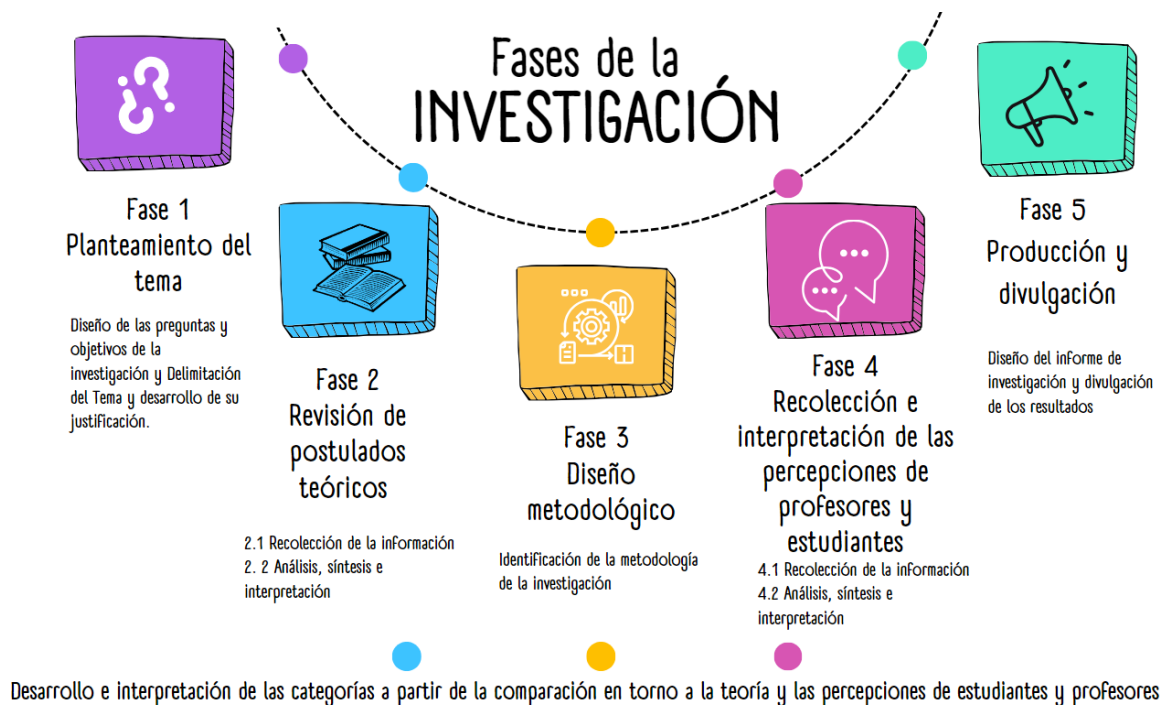 Fases de la
INVESTIGACIÓN
Fase 1
Planteamiento del
tema
Diseño de las preguntas y
objetivos de la
investigación y Delimitación
del Tema y desarrollo de su
justificación.
Fase 2
Revisión de
postulados
teóricos
2.1 Recolección de la información
2. 2 Análisis, síntesis e
interpretación
Fase 3
Diseño
metodológico
Identificación de la metodología
de la investigación
Fase 4
Recolección e
interpretación de las
percepciones de
profesores y
estudiantes
4.1 Recolección de la información
4.2 Análisis, síntesis e
interpretación
Fase 5
Producción y
divulgación
Diseño del informe de
investigación y divulgación
de los resultados
Desarrollo e interpretación de las categorías a partir de la comparación en torno a la teoría y las percepciones de estudiantes y profesores